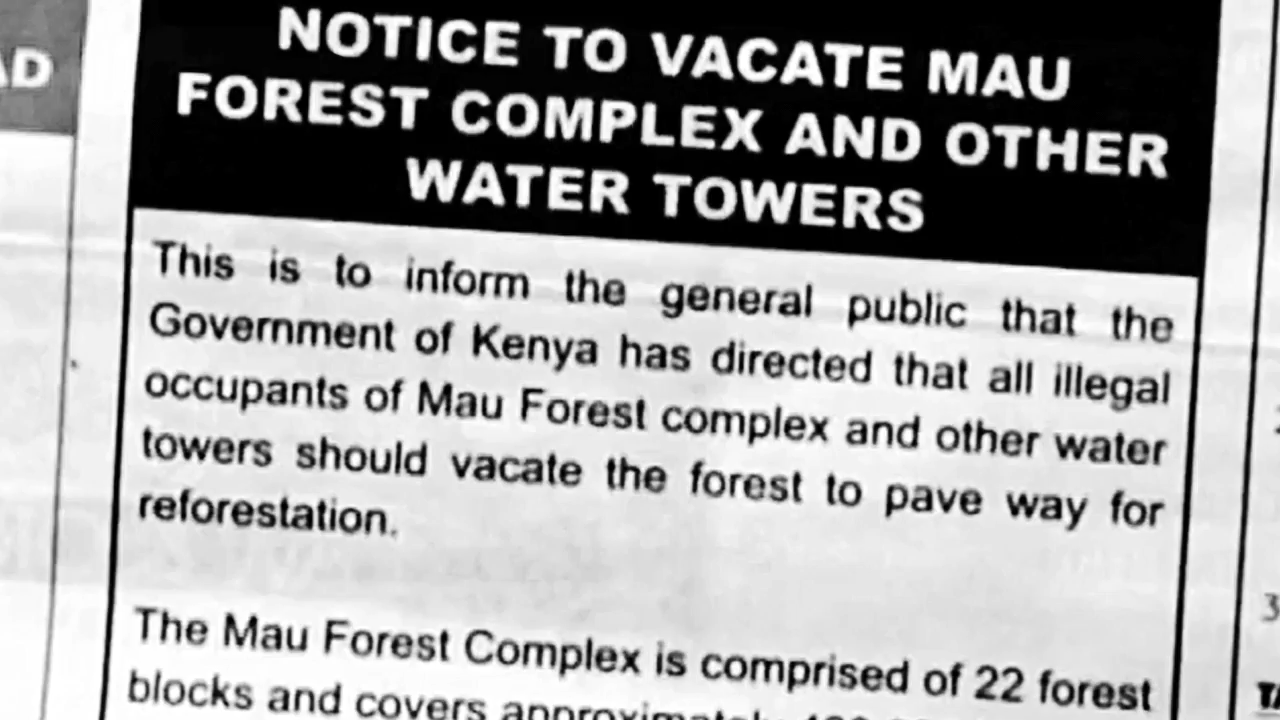 AD
NOTICE TO VACATE MAU
FOREST COMPLEX AND OTHER
WATER TOWERS
This is to inform the general public that the
Government of Kenya has directed that all illegal
occupants of Mau Forest complex and other water
towers should vacate the forest to pave way for
reforestation.
The Mau Forest Complex is comprised of 22 forest
blocks and covers approximately
3